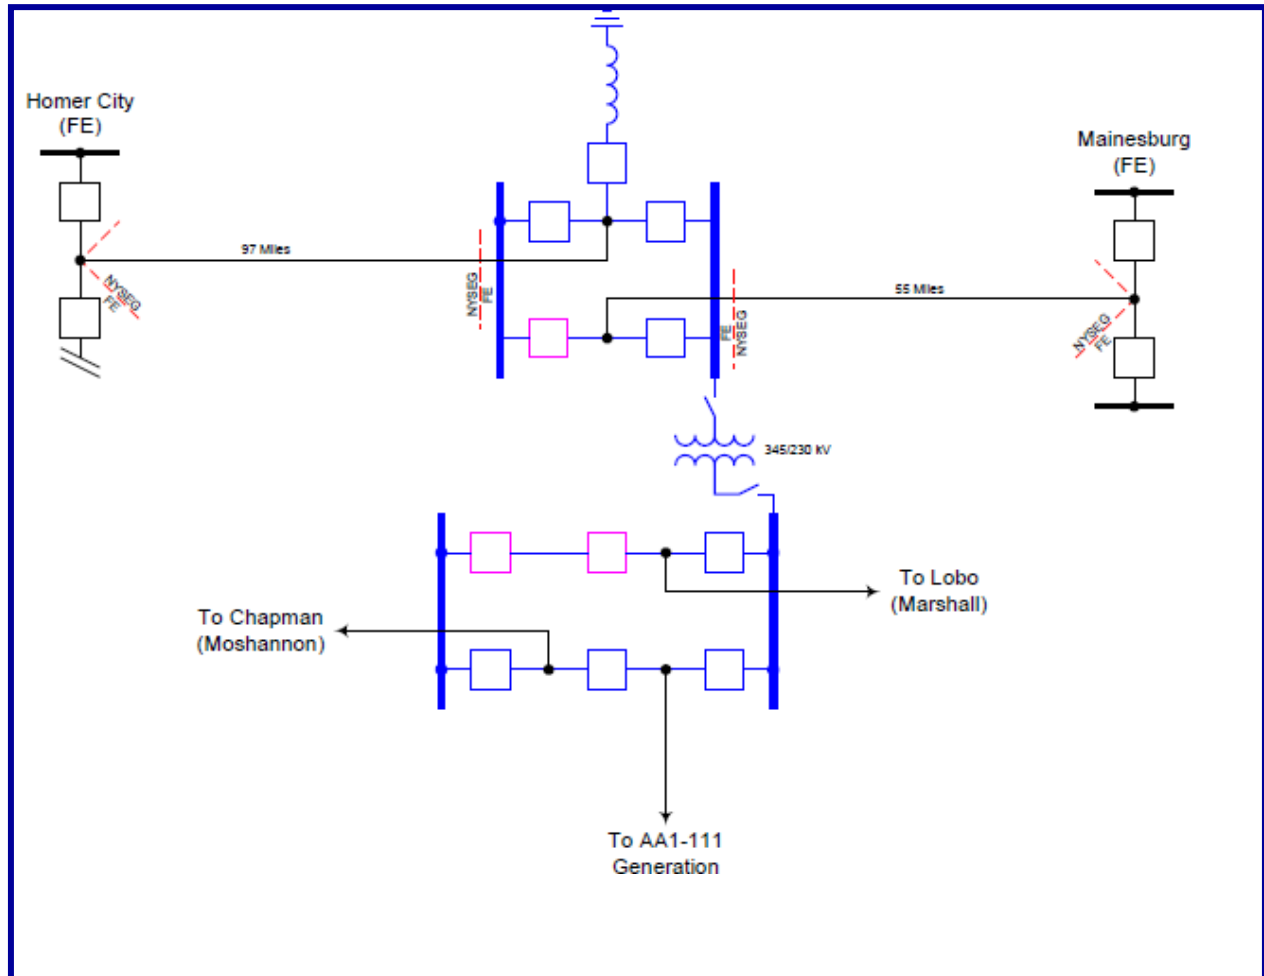 Homer City
(FE)
Mainesburg
(FE)
97 Miles
NYSEG
FE
NYSEG
FE
55 Miles
FE
NYSEG
NYSEG
FE
345/230 kV
To Lobo
(Marshall)
To Chapman
(Moshannon)
To AA1-111
Generation